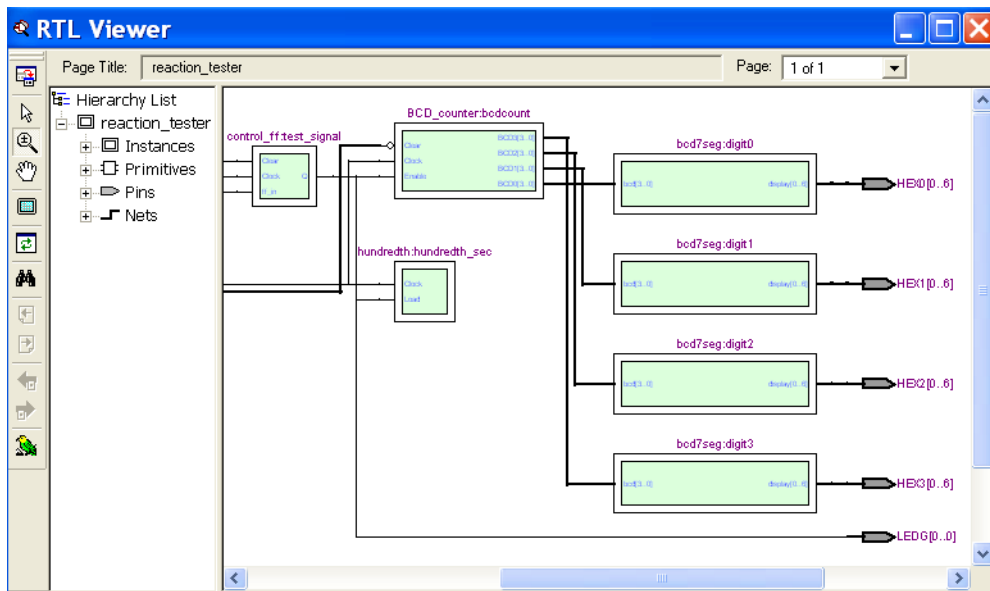 RTL Viewer
Page Title: reaction_tester
Page: 1 of 1
Hierarchy List
reaction_tester
Instances
Primitives
Pins
Nets
control_ff:test_signal
Clear
Clock Q
ff_in
BCD_counter:bcdcount
Clear
Clock
Enable
BCD3[3..0]
BCD2[3..0]
BCD1[3..0]
BCD0[3..0]
hundredth:hundredth_sec
Clock
Load
bcd7seg:digit0
bcd[3..0] display[0..6]
HEX0[0..6]
bcd7seg:digit1
bcd[3..0] display[0..6]
HEX1[0..6]
bcd7seg:digit2
bcd[3..0] display[0..6]
HEX2[0..6]
bcd7seg:digit3
bcd[3..0] display[0..6]
HEX3[0..6]
LEDG[0..0]